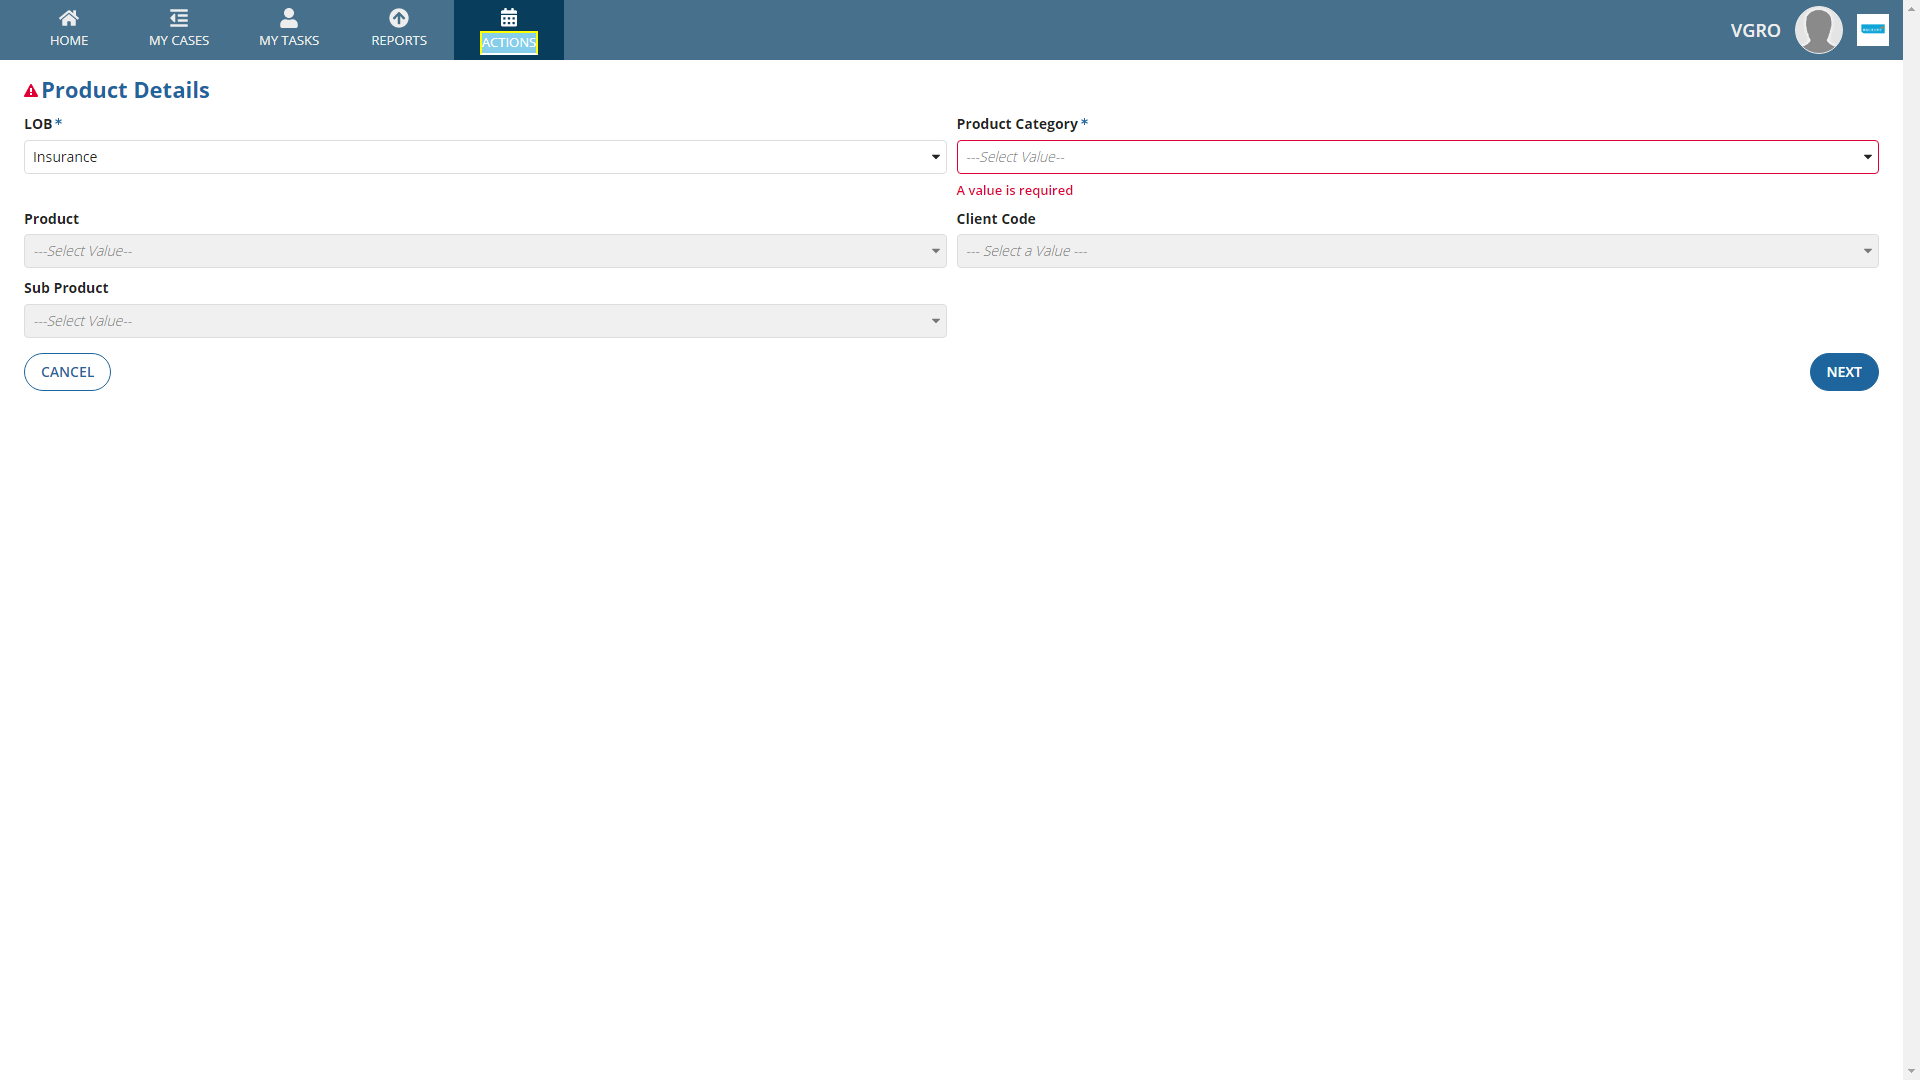 HOME
MY CASES
MY TASKS
REPORTS
ACTIONS
VGRO
Product Details
LOB*
Product Category*
Insurance
---Select Value--
A value is required
Product
Client Code
---Select Value--
--- Select a Value ---
Sub Product
---Select Value--
CANCEL
NEXT